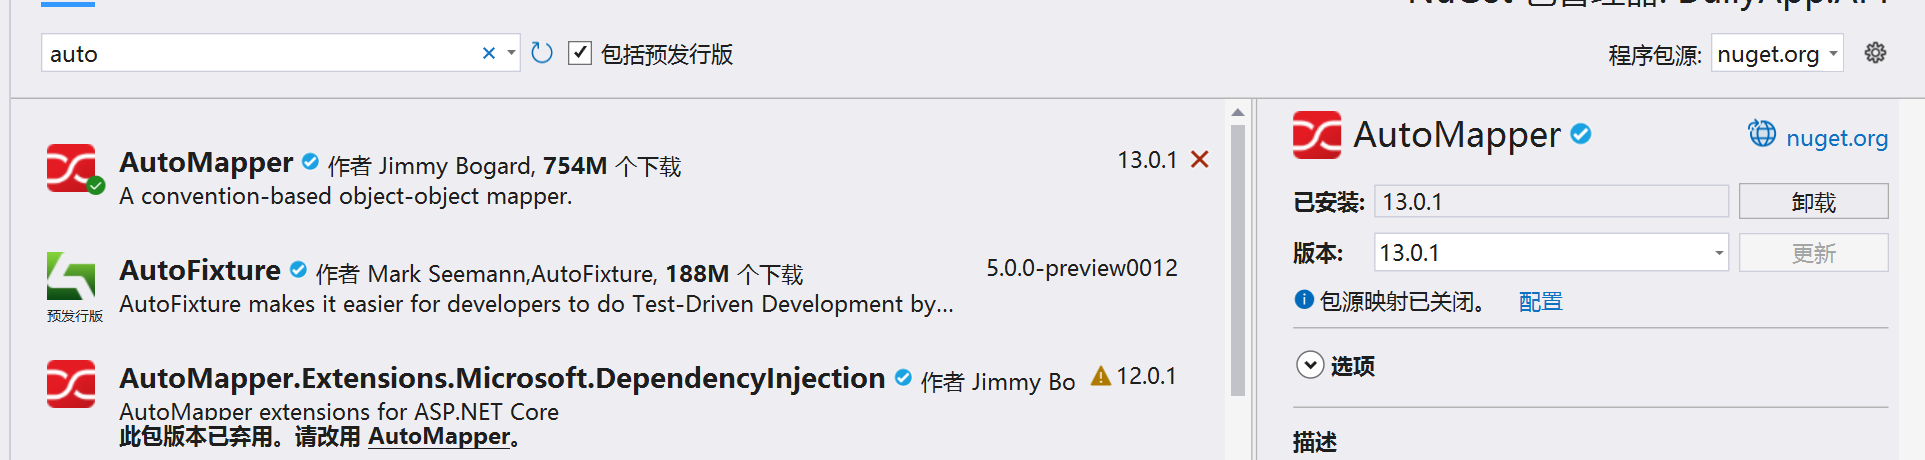 auto
包括预发行版
程序包源: nuget.org
AutoMapper 作者 Jimmy Bogard, 754M 个下载 13.0.1
A convention-based object-object mapper.
AutoFixture 作者 Mark Seemann,AutoFixture, 188M 个下载 5.0.0-preview0012
AutoFixture makes it easier for developers to do Test-Driven Development by...
预发行版
AutoMapper.Extensions.Microsoft.DependencyInjection 作者 Jimmy Bo 12.0.1
AutoMapper extensions for ASP.NET Core
此包版本已弃用。请改用 AutoMapper。
AutoMapper nuget.org
已安装: 13.0.1 卸载
版本: 13.0.1 更新
包源映射已关闭。 配置
选项
描述